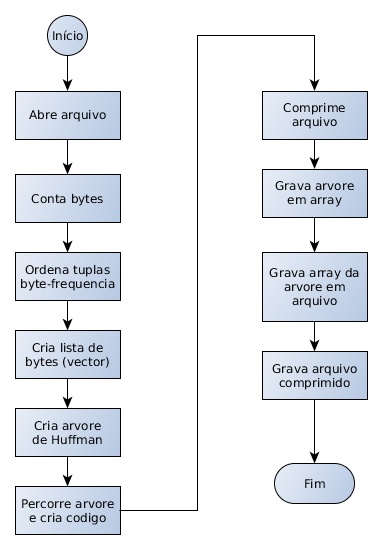 Início
Abre arquivo
Conta bytes
Ordena tuplas
byte-frequencia
Cria lista de
bytes (vector)
Cria arvore
de Huffman
Percorre arvore
e cria codigo
Comprime
arquivo
Grava arvore
em array
Grava array da
arvore em
arquivo
Grava arquivo
comprimido
Fim